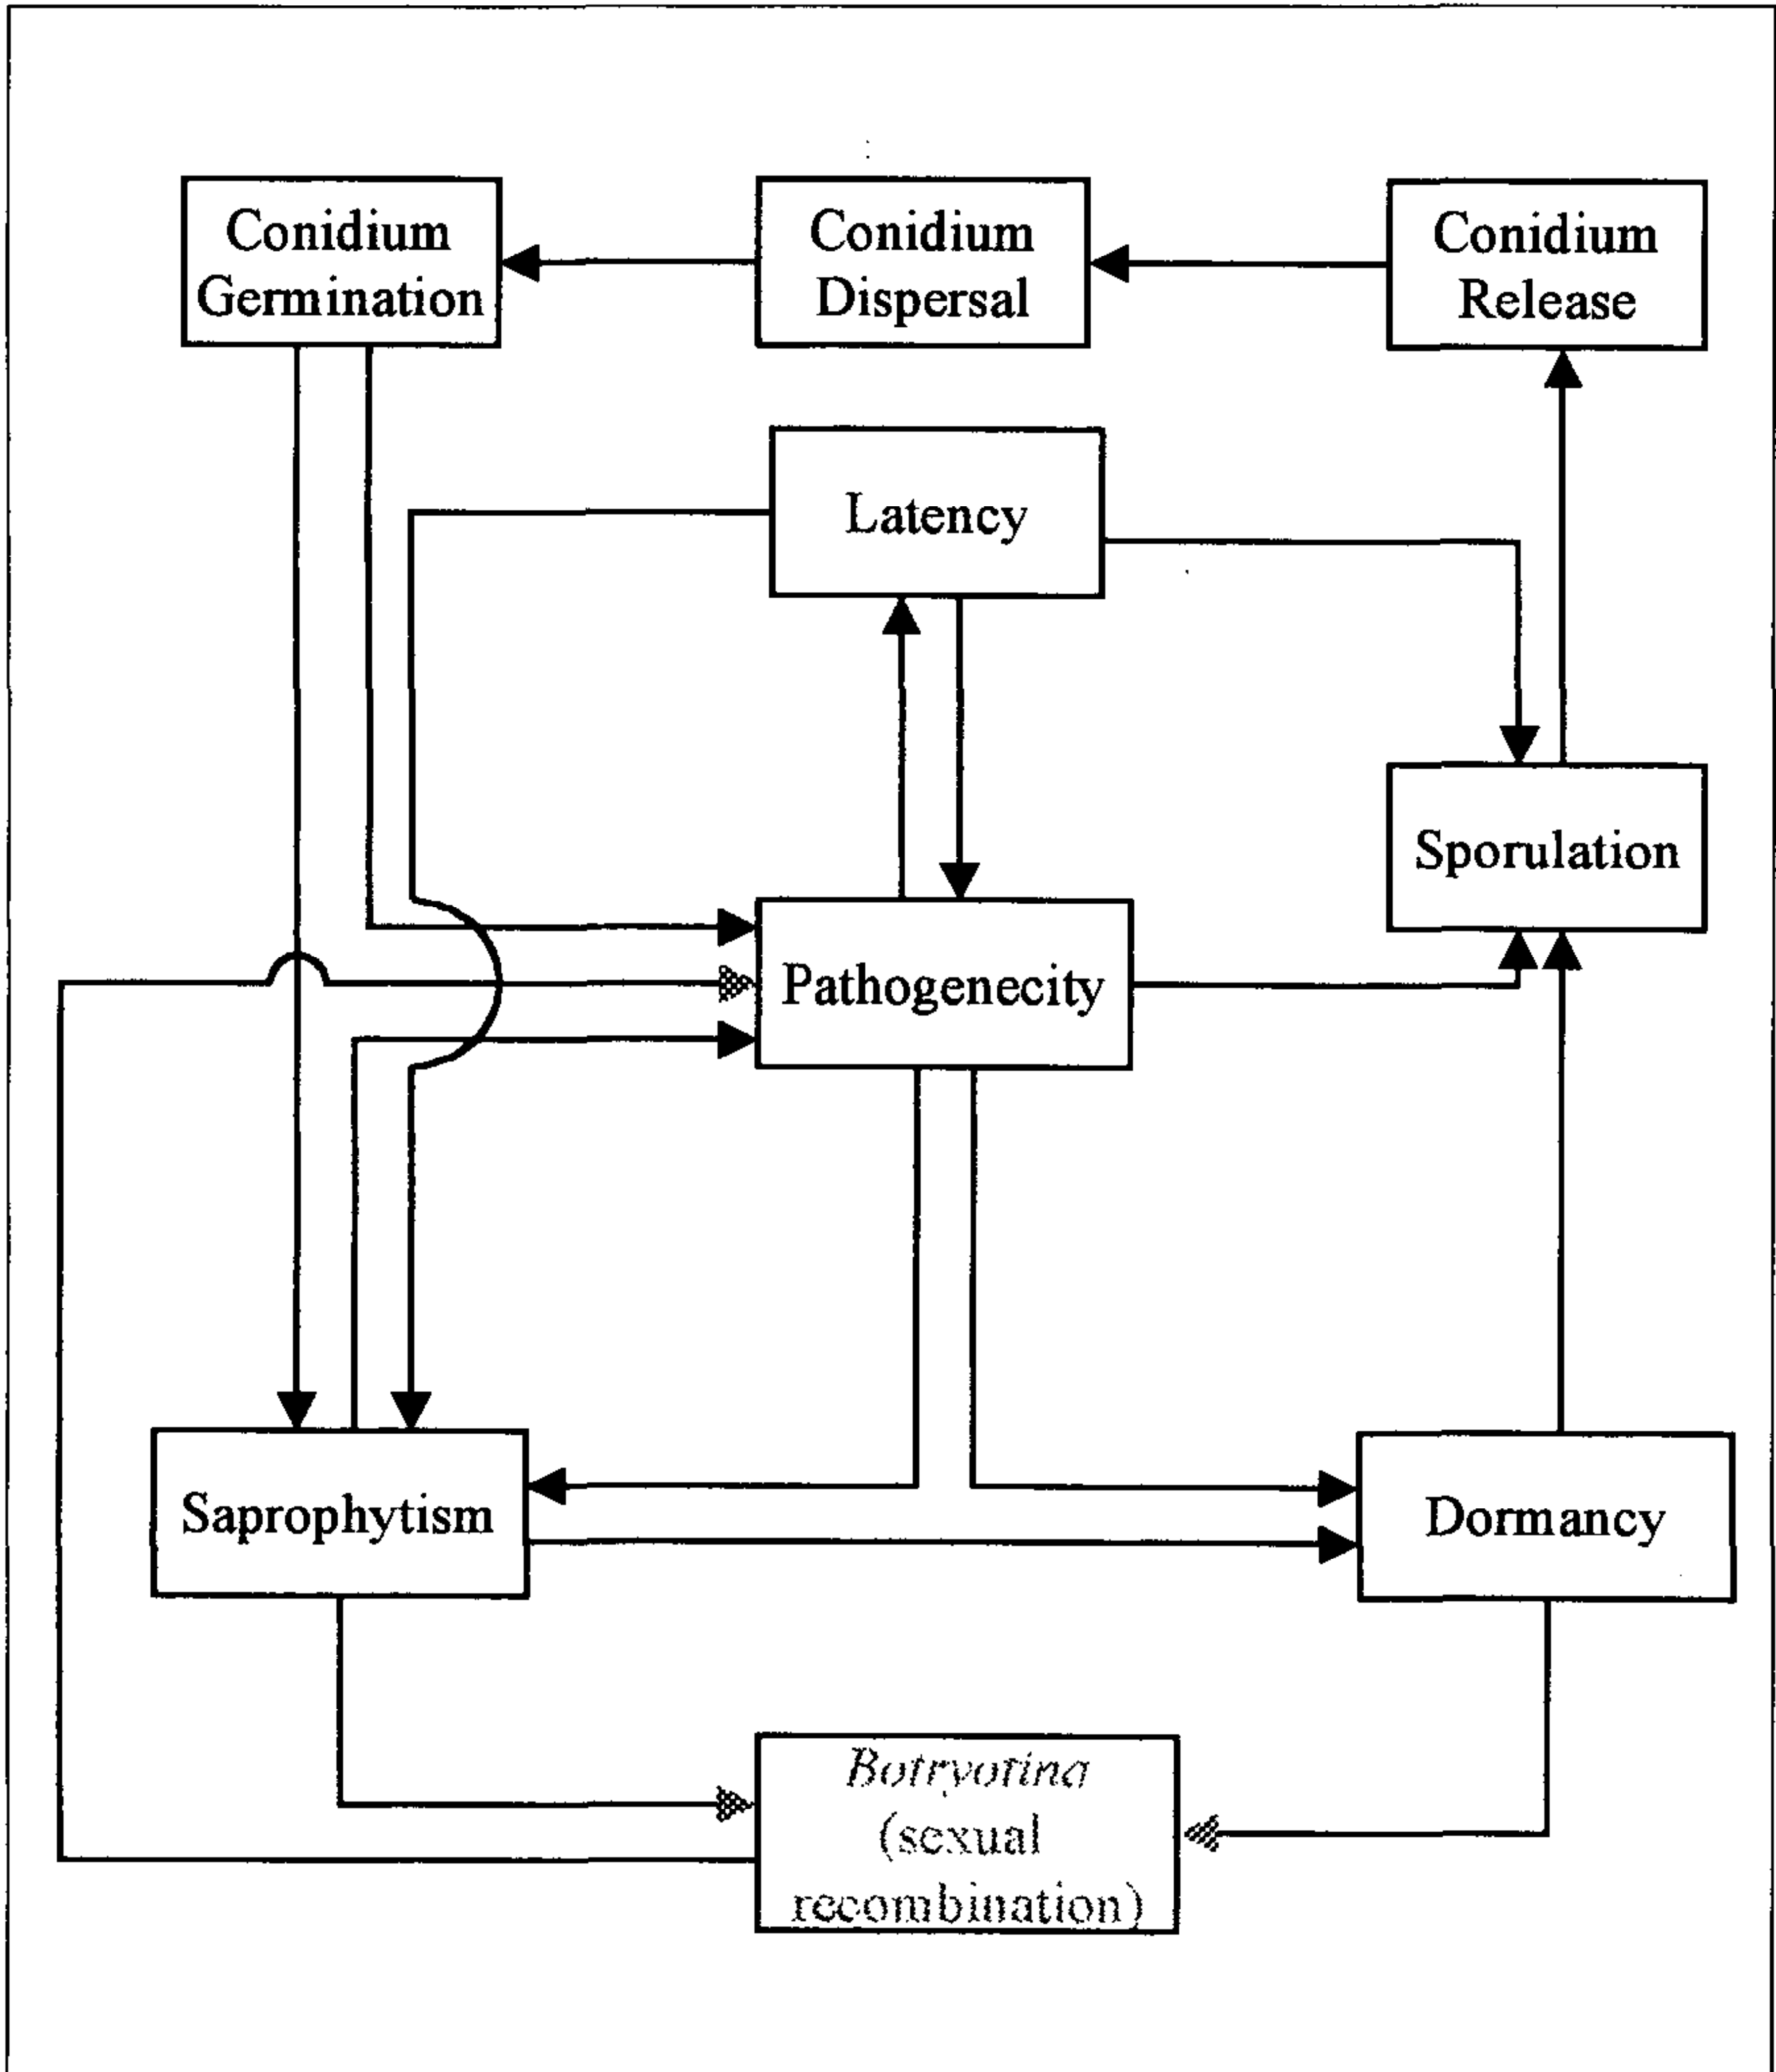 Conidium
Germination
Conidium
Dispersal
Conidium
Release
Latency
Sporulation
Pathogenecity
Saprophytism
Dormancy
Botryotina
(sexual
recombination)